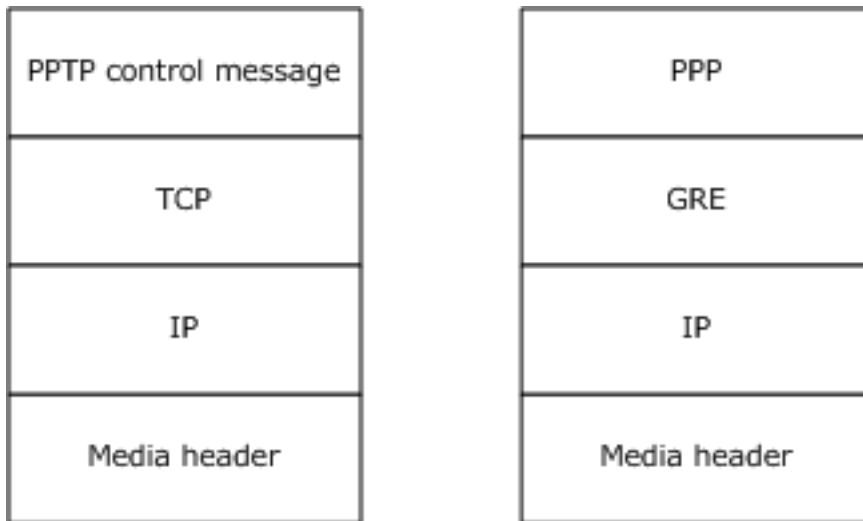 PPTP control message
TCP
IP
Media header
PPP
GRE
IP
Media header